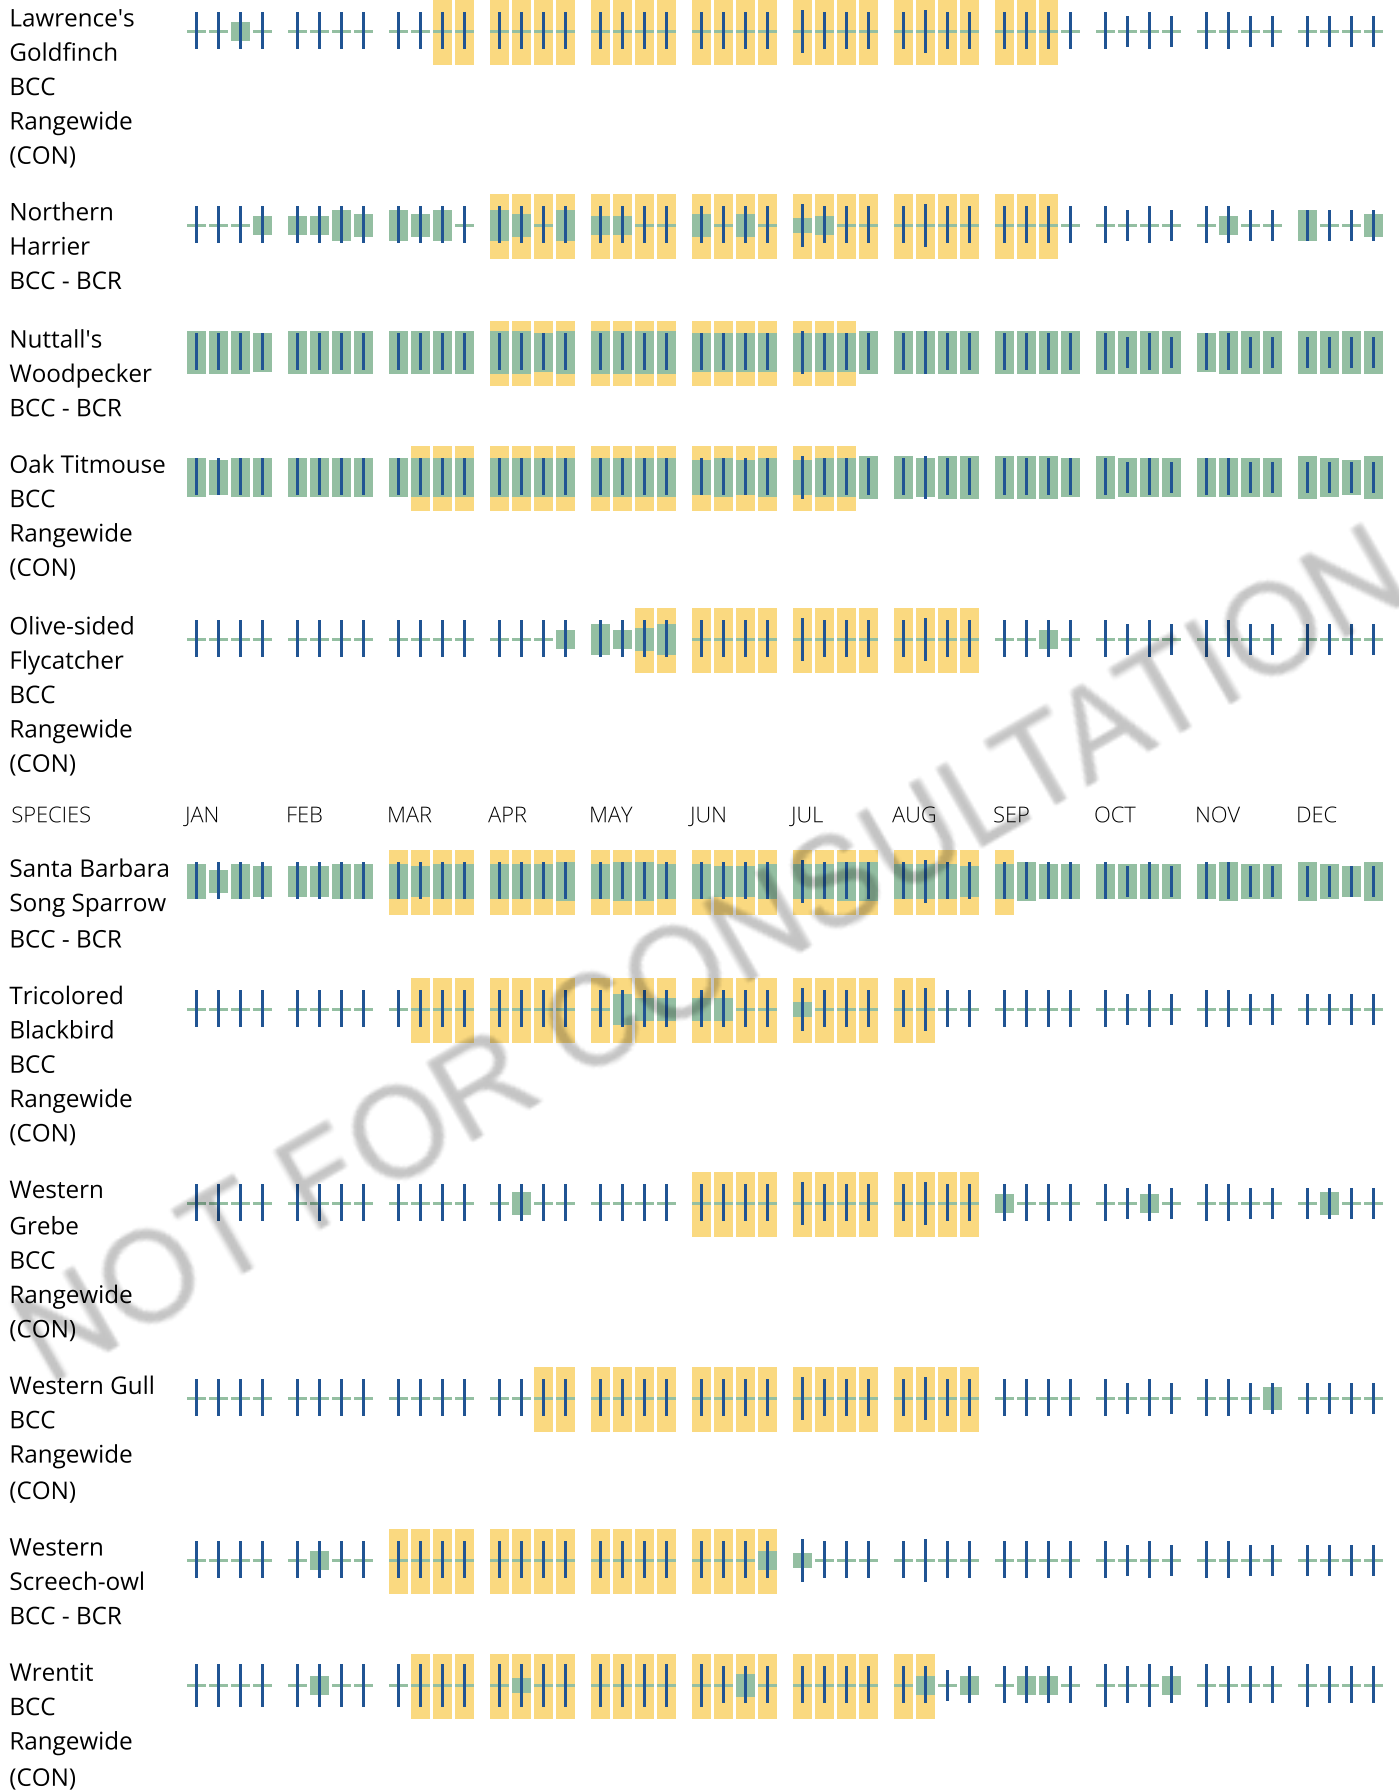 Lawrence's
Goldfinch
BCC
Rangewide
(CON)
Northern
Harrier
BCC - BCR
Nuttall's
Woodpecker
BCC - BCR
Oak Titmouse
BCC
Rangewide
(CON)
Olive-sided
Flycatcher
BCC
Rangewide
(CON)
SPECIES JAN FEB MAR APR MAY JUN JUL AUG SEP OCT NOV DEC
Santa Barbara
Song Sparrow
BCC - BCR
Tricolored
Blackbird
BCC
Rangewide
(CON)
Western
Grebe
BCC
Rangewide
(CON)
Western Gull
BCC
Rangewide
(CON)
Western
Screech-owl
BCC - BCR
Wrentit
BCC
Rangewide
(CON)
NOT FOR CONSULTATION